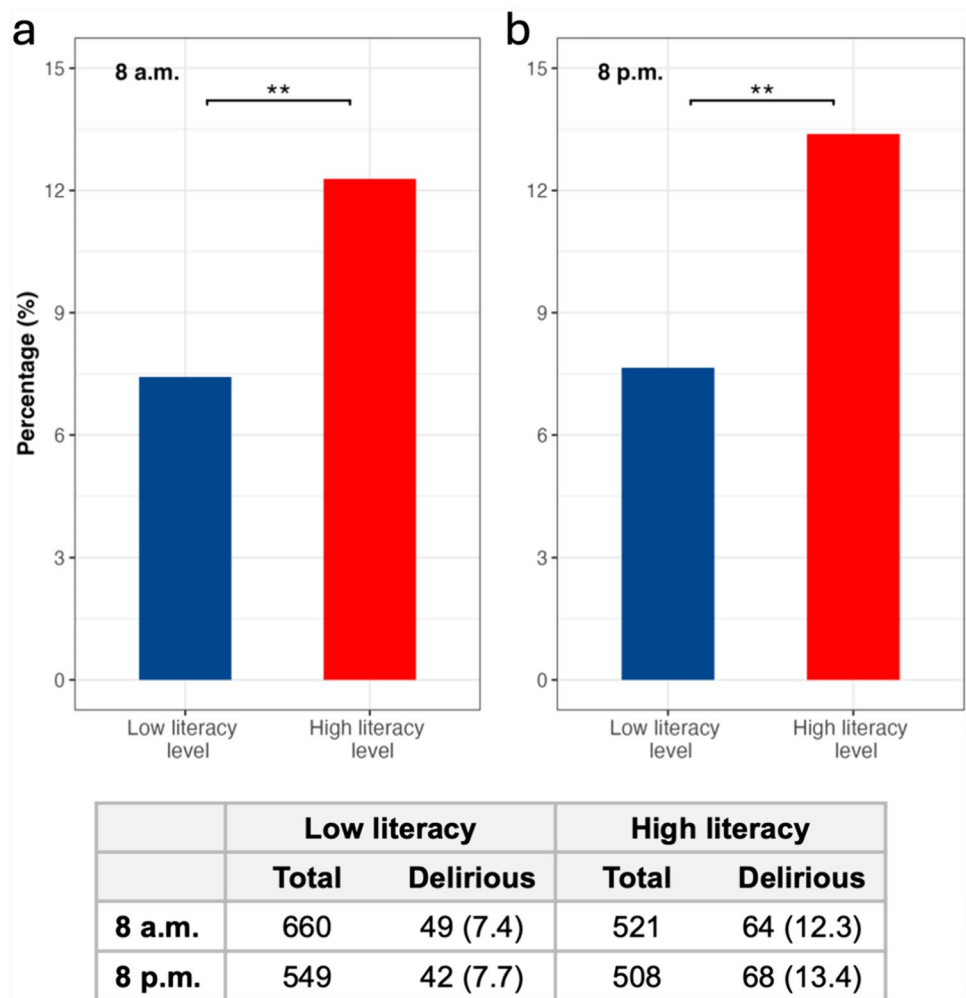 a
8 a.m.
**
15
12
9
6
3
0
Percentage (%)
Low literacy
level
High literacy
level
b
8 p.m.
**
15
12
9
6
3
0
Low literacy
level
High literacy
level
Low literacy High literacy
Total Delirious Total Delirious
8 a.m. 660 49 (7.4) 521 64 (12.3)
8 p.m. 549 42 (7.7) 508 68 (13.4)